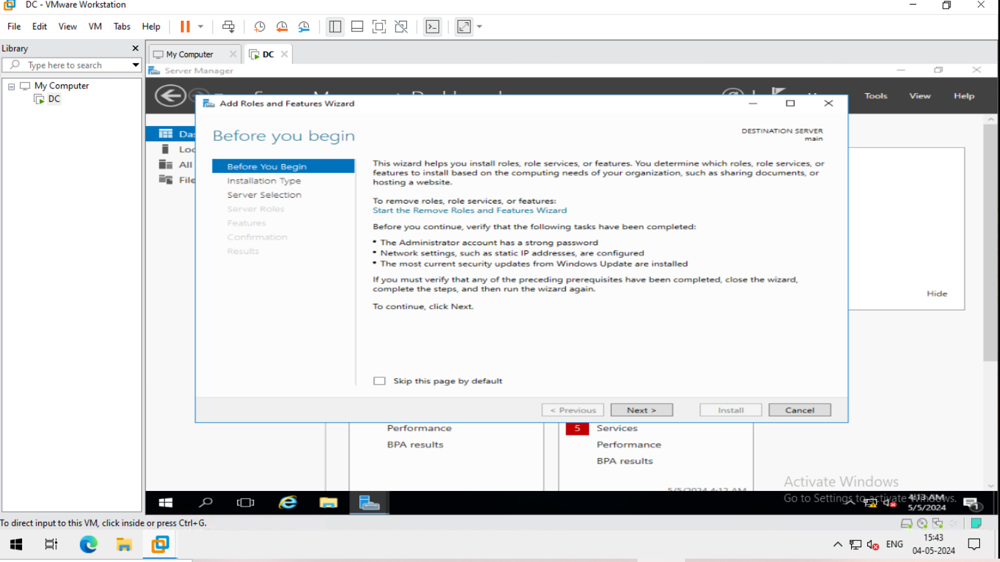 DC - VMware Workstation
File Edit View VM Tabs Help
Library
Type here to search
My Computer
DC
My Computer
DC
Server Manager
Tools View Help
Add Roles and Features Wizard
Before you begin
DESTINATION SERVER
main
Das
Loc
All
File
Before You Begin
Installation Type
Server Selection
Server Roles
Features
Confirmation
Results
This wizard helps you install roles, role services, or features. You determine which roles, role services, or
features to install based on the computing needs of your organization, such as sharing documents, or
hosting a website.
To remove roles, role services, or features:
Start the Remove Roles and Features Wizard
Before you continue, verify that the following tasks have been completed:
• The Administrator account has a strong password
• Network settings, such as static IP addresses, are configured
• The most current security updates from Windows Update are installed
If you must verify that any of the preceding prerequisites have been completed, close the wizard,
complete the steps, and then run the wizard again.
To continue, click Next.
Hide
Skip this page by default
< Previous Next > Install Cancel
Performance
BPA results
5 Services
Performance
BPA results
5/5/2024 4:12 AM
Activate Windows
Go to Settings to activate Windows.
4:13 AM
5/5/2024
1
To direct input to this VM, click inside or press Ctrl+G.
ENG
15:43
04-05-2024